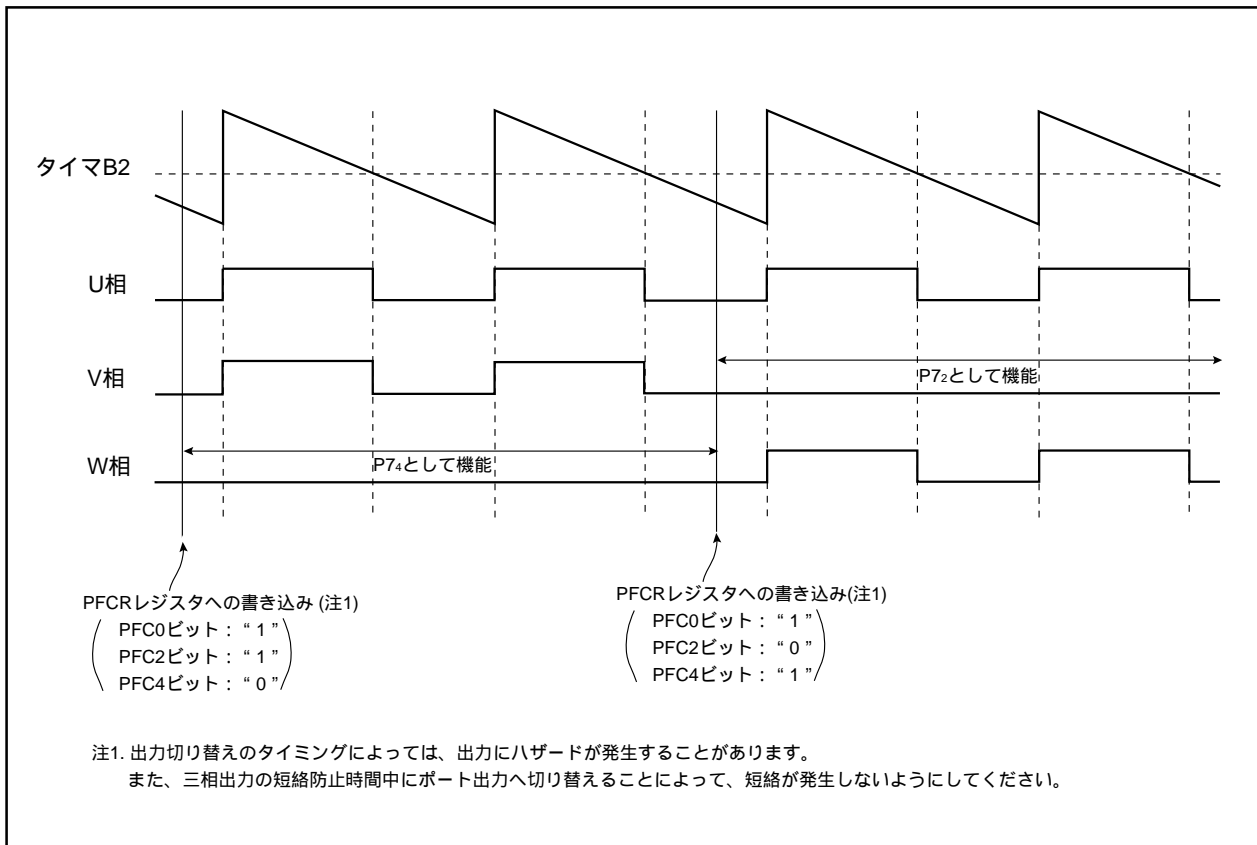 タイマB2
U相
V相
P72として機能
W相
P74として機能
PFCRレジスタへの書き込み (注1)
PFC0ビット： “ 1 ”
PFC2ビット： “ 1 ”
PFC4ビット： “ 0 ”
PFCRレジスタへの書き込み(注1)
PFC0ビット： “ 1 ”
PFC2ビット： “ 0 ”
PFC4ビット： “ 1 ”
注1. 出力切り替えのタイミングによっては、出力にハザードが発生することがあります。
また、三相出力の短絡防止時間中にポート出力へ切り替えることによって、短絡が発生しないようにしてください。